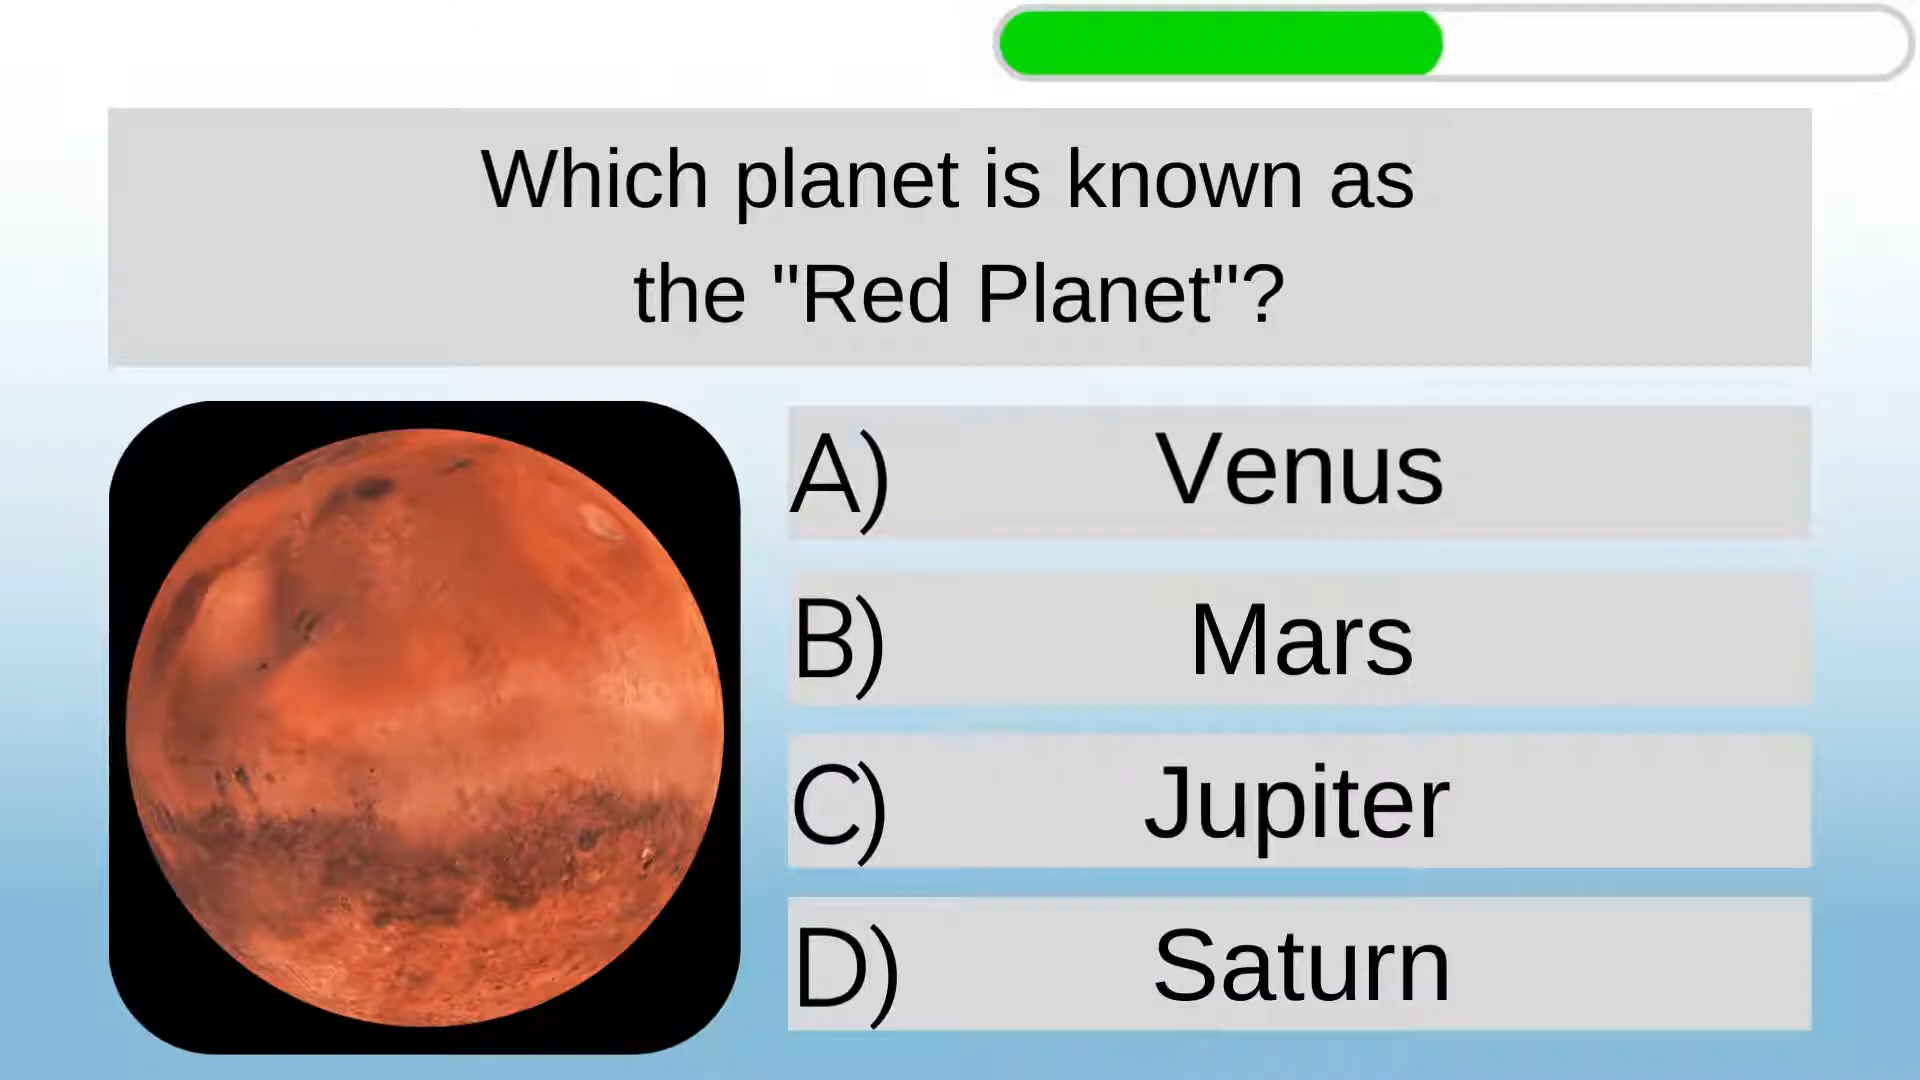 Which planet is known as
the "Red Planet"?
A) Venus
B) Mars
C) Jupiter
D) Saturn